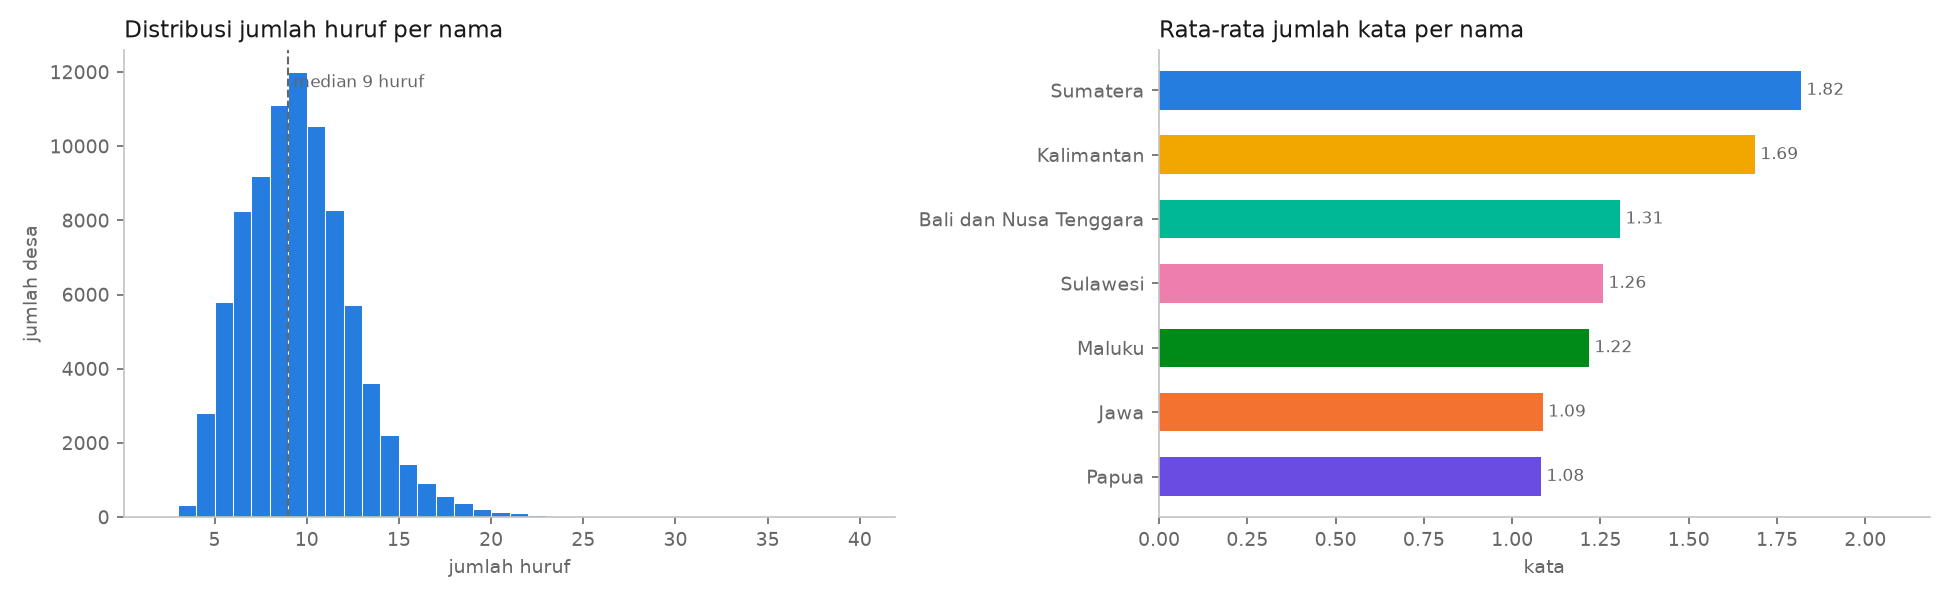 Distribusi jumlah huruf per nama
12000
10000
8000
6000
4000
2000
0
jumlah desa
median 9 huruf
5 10 15 20 25 30 35 40
jumlah huruf
Rata-rata jumlah kata per nama
Sumatera 1.82
Kalimantan 1.69
Bali dan Nusa Tenggara 1.31
Sulawesi 1.26
Maluku 1.22
Jawa 1.09
Papua 1.08
0.00 0.25 0.50 0.75 1.00 1.25 1.50 1.75 2.00
kata